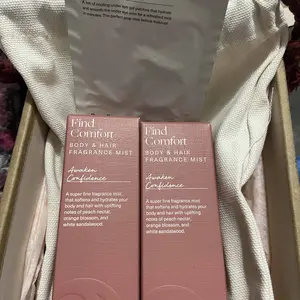 Find
Comfort
BODY & HAIR
FRAGRANCE MIST
Awaken
Confidence
A super fine fragrance mist,
that softens and hydrates your
body and hair with uplifting
notes of peach nectar,
orange blossom, and
white sandalwood.
Find
Comfort
BODY & HAIR
FRAGRANCE MIST
Awaken
Confidence
A super fine fragrance mist,
that softens and hydrates your
body and hair with uplifting
notes of peach nectar,
orange blossom, and
white sandalwood.